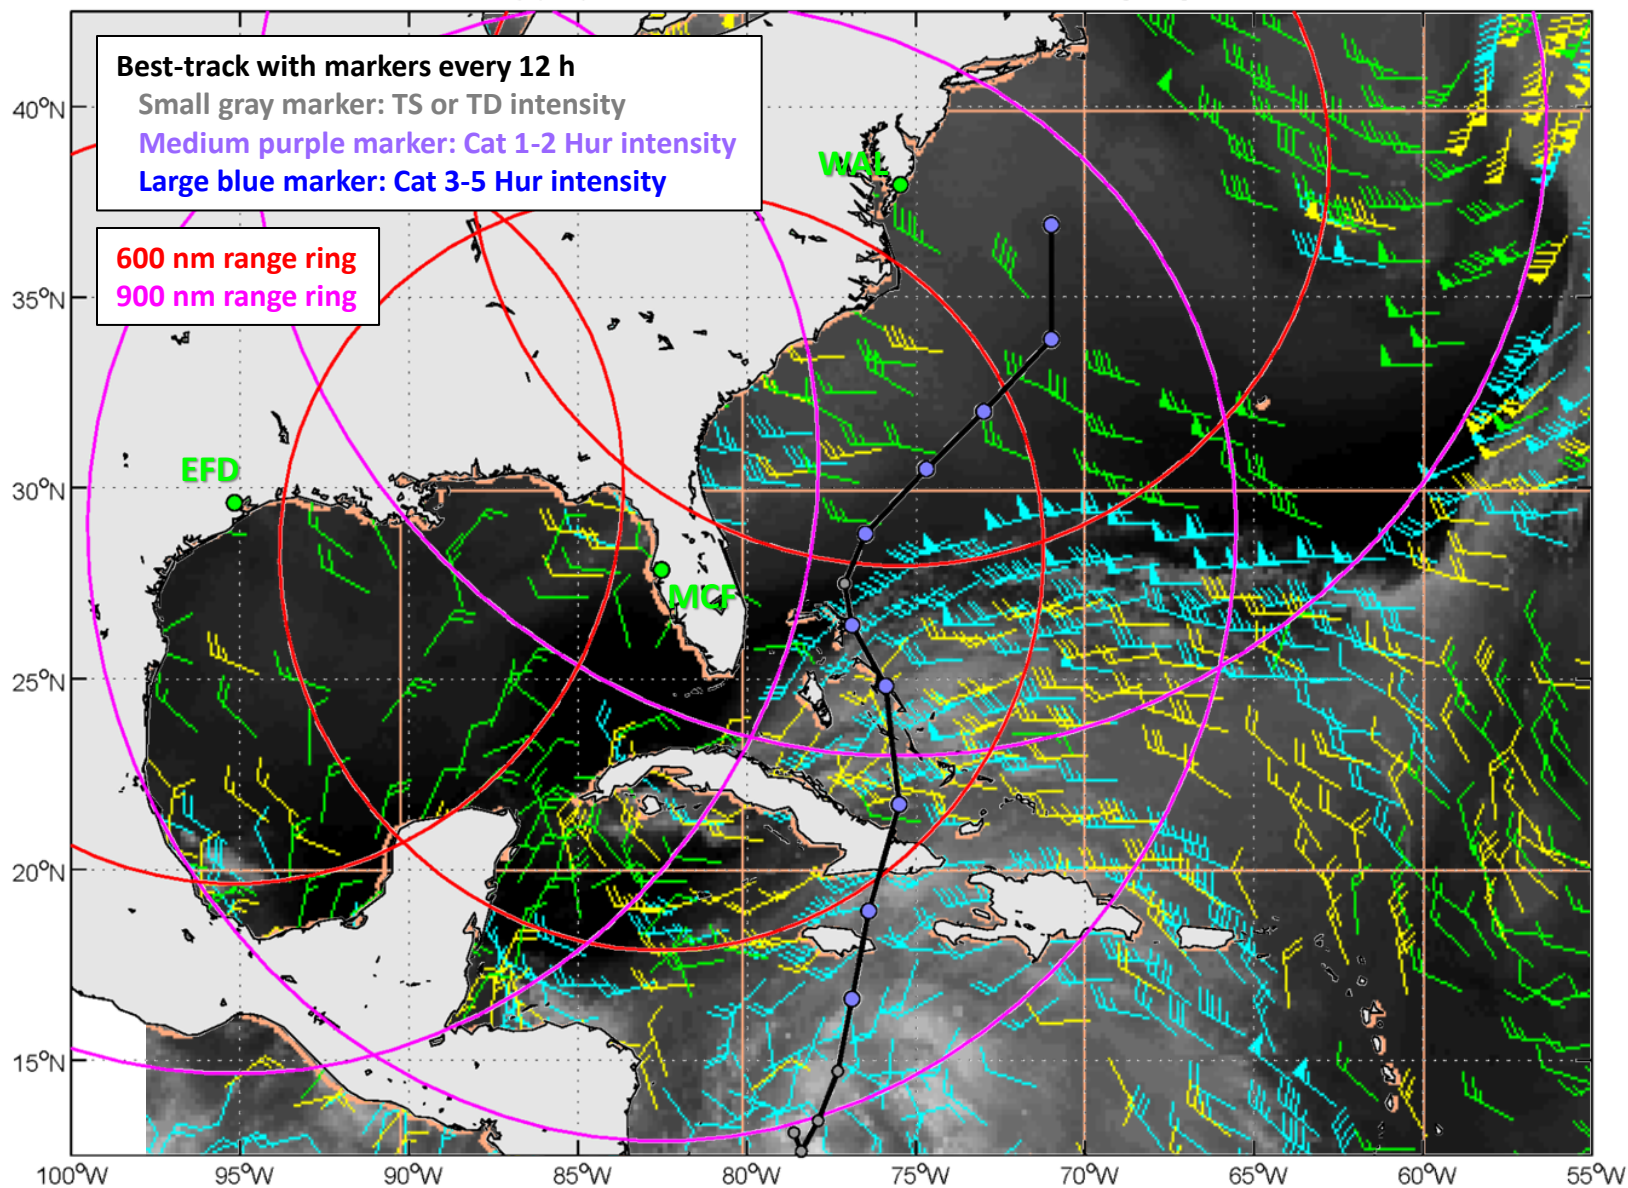 Best-track with markers every 12 h
Small gray marker: TS or TD intensity
Medium purple marker: Cat 1-2 Hur intensity
Large blue marker: Cat 3-5 Hur intensity
600 nm range ring
900 nm range ring
WAL
EFD
MCF
40°N
35°N
30°N
25°N
20°N
15°N
100°W 95°W 90°W 85°W 80°W 75°W 70°W 65°W 60°W 55°W